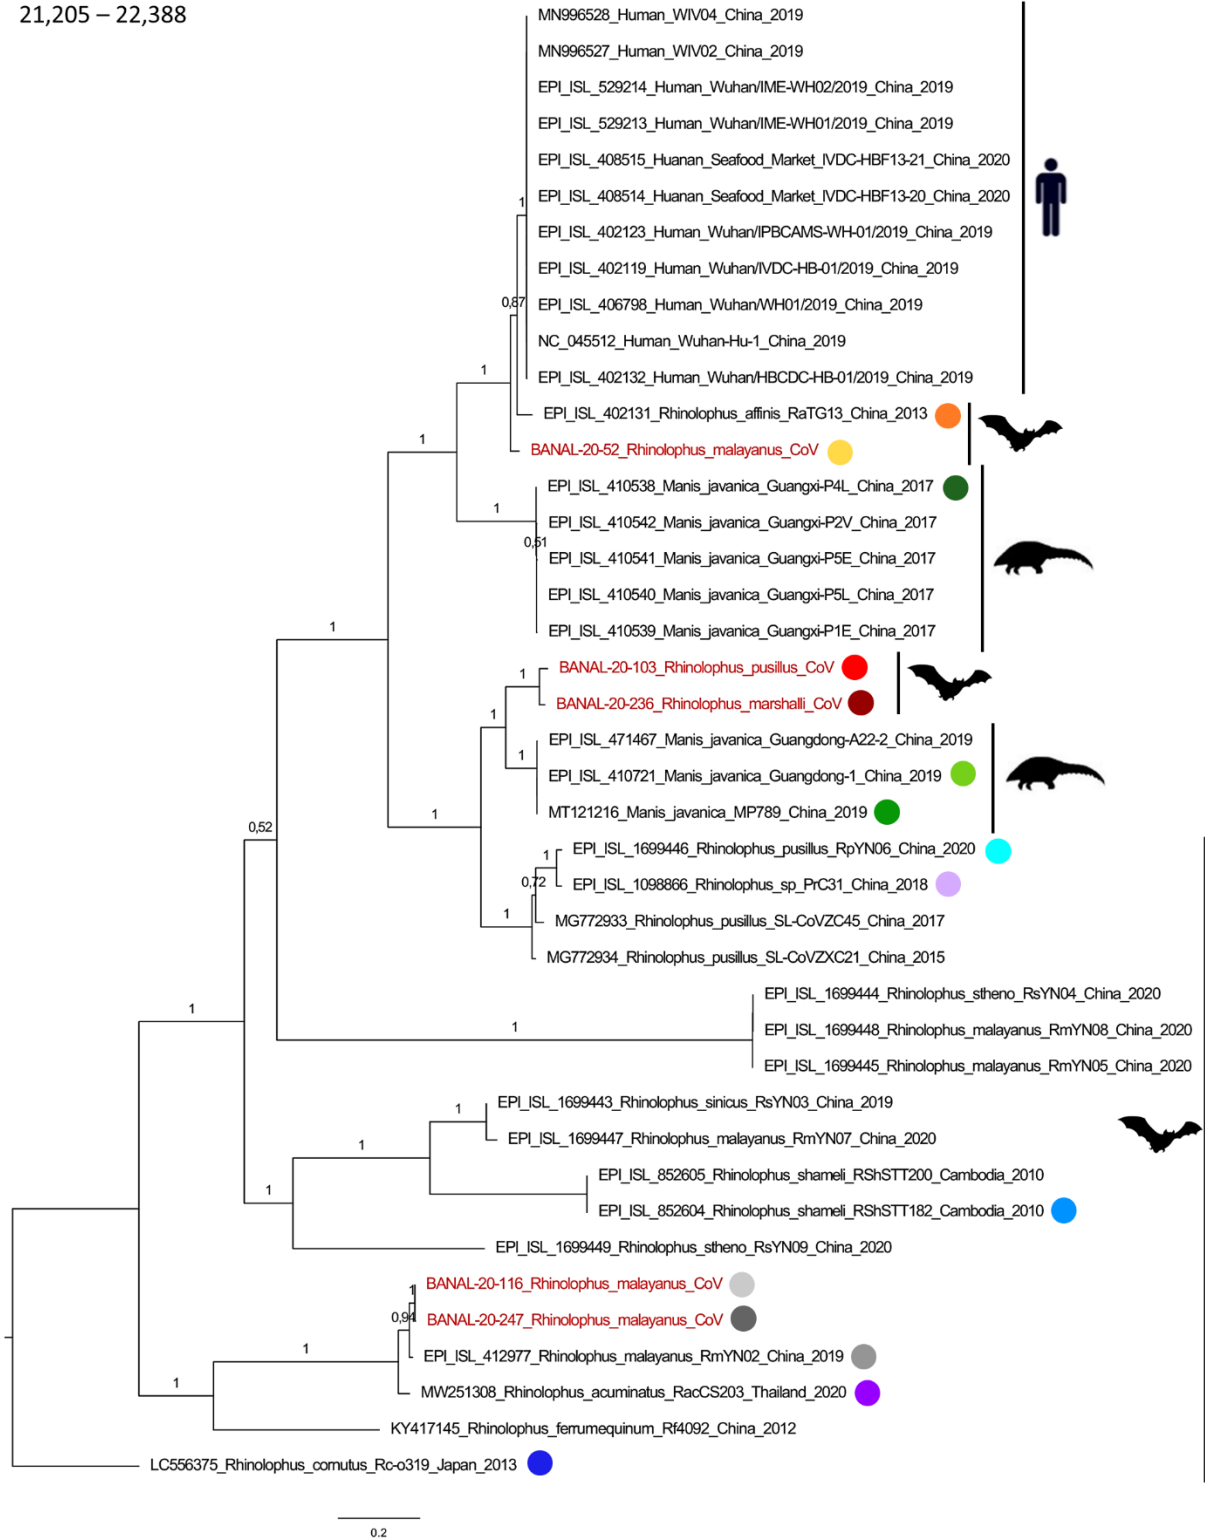 21,205 – 22,388
MN996528_Human_WIV04_China_2019
MN996527_Human_WIV02_China_2019
EPI_ISL_529214_Human_Wuhan/IME-WH02/2019_China_2019
EPI_ISL_529213_Human_Wuhan/IME-WH01/2019_China_2019
EPI_ISL_408515_Huanan_Seafood_Market_IVDC-HBF13-21_China_2020
EPI_ISL_408514_Huanan_Seafood_Market_IVDC-HBF13-20_China_2020
1
EPI_ISL_402123_Human_Wuhan/IPBCAMS-WH-01/2019_China_2019
EPI_ISL_402119_Human_Wuhan/IVDC-HB-01/2019_China_2019
0,87
EPI_ISL_406798_Human_Wuhan/WH01/2019_China_2019
NC_045512_Human_Wuhan-Hu-1_China_2019
1
EPI_ISL_402132_Human_Wuhan/HBCDC-HB-01/2019_China_2019
EPI_ISL_402131_Rhinolophus_affinis_RaTG13_China_2013
1
BANAL-20-52_Rhinolophus_malayanus_CoV
EPI_ISL_410538_Manis_javanica_Guangxi-P4L_China_2017
1
EPI_ISL_410542_Manis_javanica_Guangxi-P2V_China_2017
0,51
EPI_ISL_410541_Manis_javanica_Guangxi-P5E_China_2017
EPI_ISL_410540_Manis_javanica_Guangxi-P5L_China_2017
1
EPI_ISL_410539_Manis_javanica_Guangxi-P1E_China_2017
1
BANAL-20-103_Rhinolophus_pusillus_CoV
BANAL-20-236_Rhinolophus_marshalli_CoV
1
EPI_ISL_471467_Manis_javanica_Guangdong-A22-2_China_2019
1
EPI_ISL_410721_Manis_javanica_Guangdong-1_China_2019
1
MT121216_Manis_javanica_MP789_China_2019
0,52
1
EPI_ISL_1699446_Rhinolophus_pusillus_RpYN06_China_2020
0,72
EPI_ISL_1098866_Rhinolophus_sp_PrC31_China_2018
1
MG772933_Rhinolophus_pusillus_SL-CoVZC45_China_2017
MG772934_Rhinolophus_pusillus_SL-CoVZXC21_China_2015
EPI_ISL_1699444_Rhinolophus_stheno_RsYN04_China_2020
1
1
EPI_ISL_1699448_Rhinolophus_malayanus_RmYN08_China_2020
EPI_ISL_1699445_Rhinolophus_malayanus_RmYN05_China_2020
1
EPI_ISL_1699443_Rhinolophus_sinicus_RsYN03_China_2019
1
EPI_ISL_1699447_Rhinolophus_malayanus_RmYN07_China_2020
EPI_ISL_852605_Rhinolophus_shameli_RShSTT200_Cambodia_2010
1
EPI_ISL_852604_Rhinolophus_shameli_RShSTT182_Cambodia_2010
EPI_ISL_1699449_Rhinolophus_stheno_RsYN09_China_2020
1
BANAL-20-116_Rhinolophus_malayanus_CoV
0,94
BANAL-20-247_Rhinolophus_malayanus_CoV
1
EPI_ISL_412977_Rhinolophus_malayanus_RmYN02_China_2019
1
MW251308_Rhinolophus_acuminatus_RacCS203_Thailand_2020
KY417145_Rhinolophus_ferrumequinum_Rf4092_China_2012
LC556375_Rhinolophus_cornutus_Rc-o319_Japan_2013
0.2